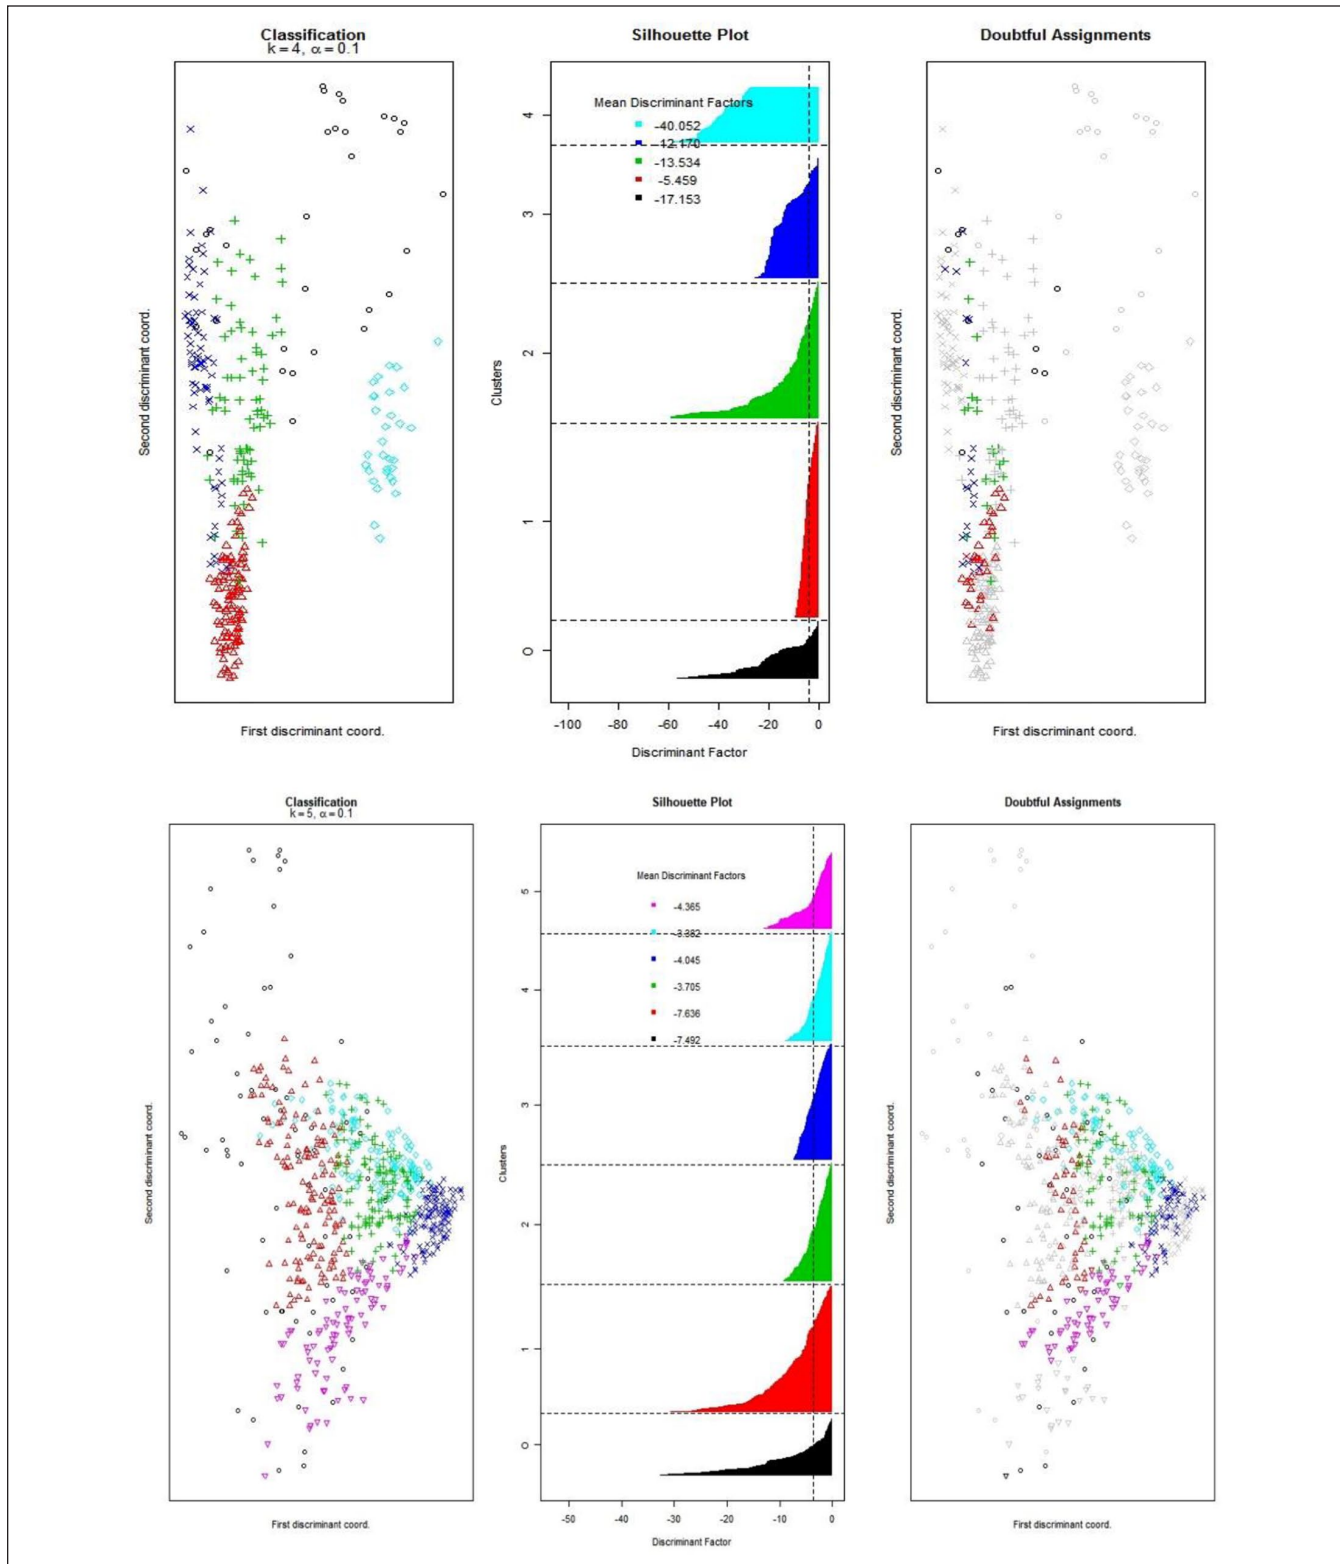 Classification
k = 4, α = 0.1
Second discriminant coord.
First discriminant coord.
Silhouette Plot
Mean Discriminant Factors
-40.052
-12.170
-13.534
-5.459
-17.153
Clusters
4
3
2
1
0
-100 -80 -60 -40 -20 0
Discriminant Factor
Doubtful Assignments
Second discriminant coord.
First discriminant coord.
Classification
k = 5, α = 0.1
Second discriminant coord.
First discriminant coord.
Silhouette Plot
Mean Discriminant Factors
-4.365
-3.382
-4.045
-3.705
-7.636
-7.492
Clusters
5
4
3
2
1
0
-50 -40 -30 -20 -10 0
Discriminant Factor
Doubtful Assignments
Second discriminant coord.
First discriminant coord.